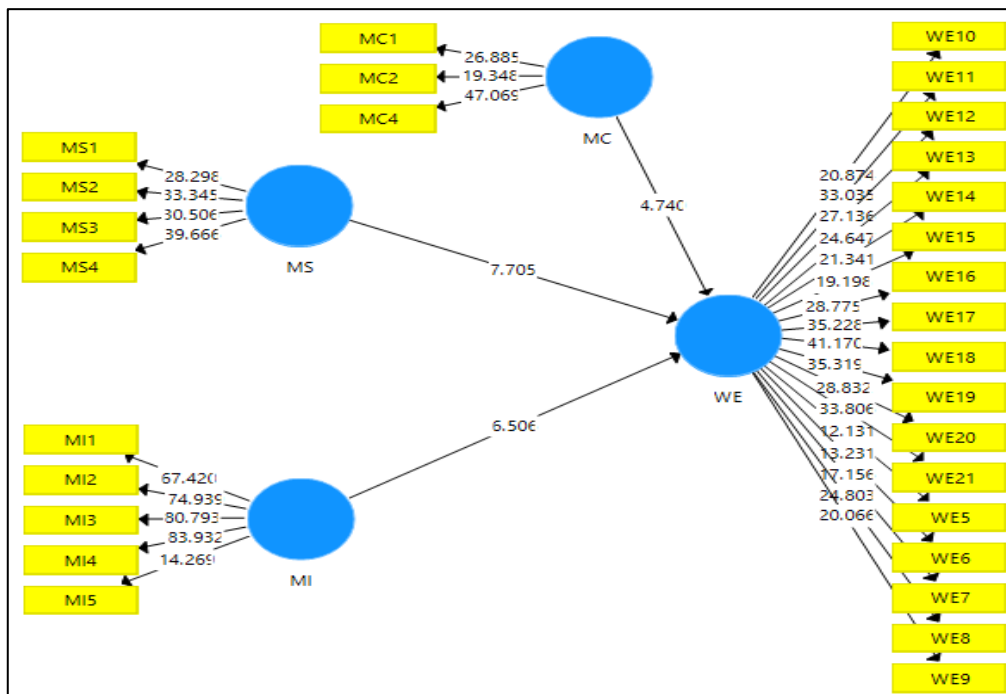 MC1
MC2
MC4
26.885
19.348
47.069
MC
MS1
MS2
MS3
MS4
28.298
33.345
30.506
39.666
MS
4.740
7.705
6.506
MI1
MI2
MI3
MI4
MI5
67.420
74.939
80.793
83.932
14.269
MI
WE
20.874
33.035
27.136
24.647
21.341
19.198
28.775
35.228
41.170
35.319
28.832
33.806
12.131
13.231
17.156
24.803
20.066
WE10
WE11
WE12
WE13
WE14
WE15
WE16
WE17
WE18
WE19
WE20
WE21
WE5
WE6
WE7
WE8
WE9